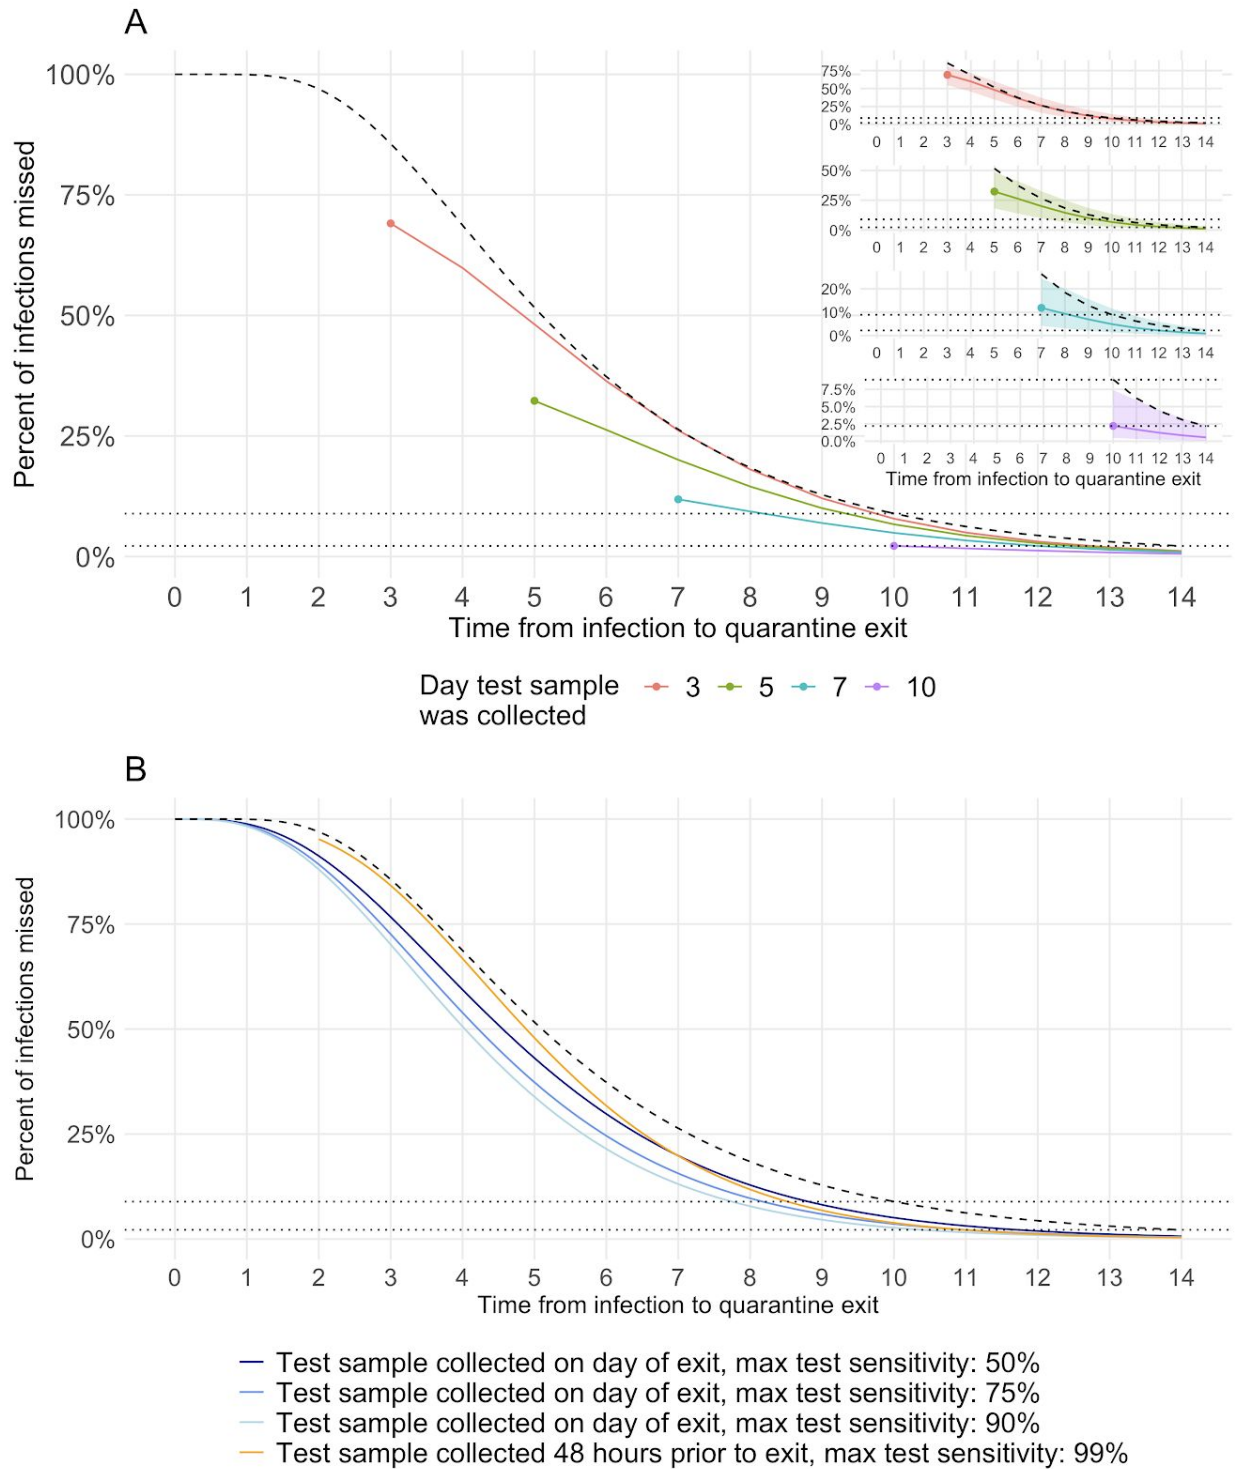 A
Percent of infections missed
100%
75%
50%
25%
0%
0 1 2 3 4 5 6 7 8 9 10 11 12 13 14
Time from infection to quarantine exit
75%
50%
25%
0%
0 1 2 3 4 5 6 7 8 9 10 11 12 13 14
50%
25%
0%
0 1 2 3 4 5 6 7 8 9 10 11 12 13 14
20%
10%
0%
0 1 2 3 4 5 6 7 8 9 10 11 12 13 14
7.5%
5.0%
2.5%
0.0%
0 1 2 3 4 5 6 7 8 9 10 11 12 13 14
Time from infection to quarantine exit
Day test sample
was collected
3 5 7 10
B
Percent of infections missed
100%
75%
50%
25%
0%
0 1 2 3 4 5 6 7 8 9 10 11 12 13 14
Time from infection to quarantine exit
Test sample collected on day of exit, max test sensitivity: 50%
Test sample collected on day of exit, max test sensitivity: 75%
Test sample collected on day of exit, max test sensitivity: 90%
Test sample collected 48 hours prior to exit, max test sensitivity: 99%